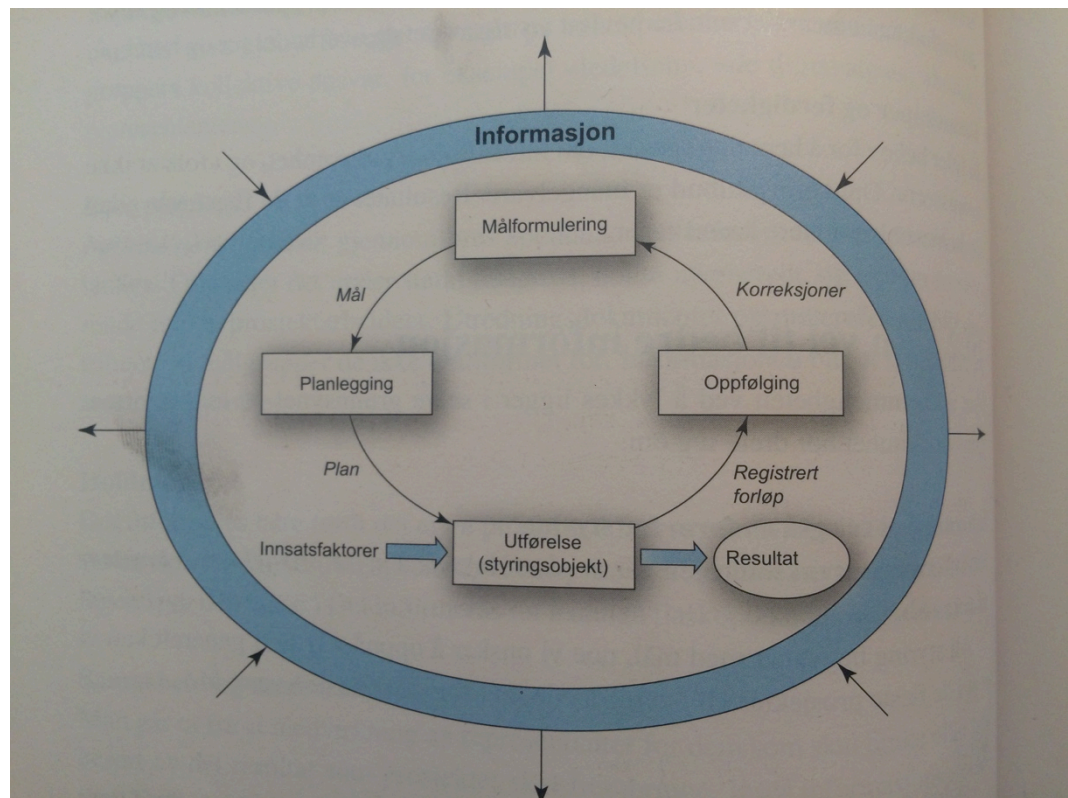 Informasjon
Målformulering
Mål
Korreksjoner
Planlegging
Oppfølging
Plan
Registrert
forløp
Innsatsfaktorer
Utførelse
(styringsobjekt)
Resultat